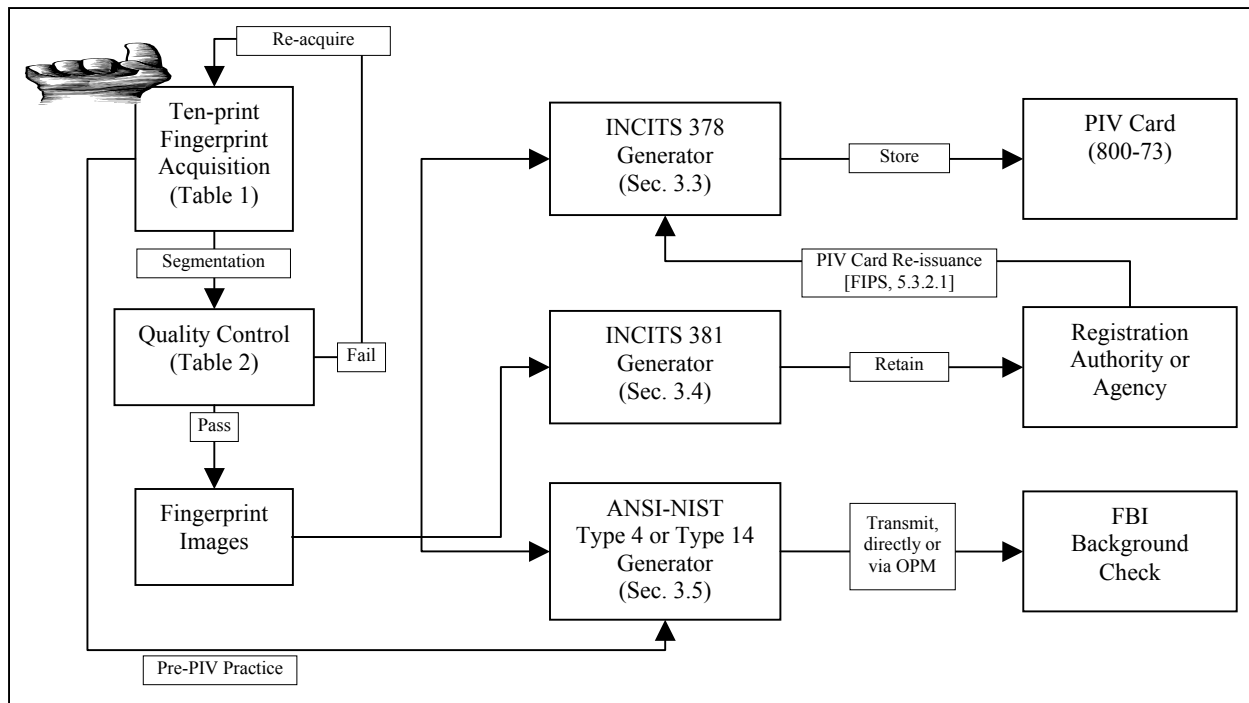 Re-acquire
Ten-print
Fingerprint
Acquisition
(Table 1)
Segmentation
Quality Control
(Table 2)
Fail
Pass
Fingerprint
Images
Pre-PIV Practice
INCITS 378
Generator
(Sec. 3.3)
Store
PIV Card
(800-73)
PIV Card Re-issuance
[FIPS, 5.3.2.1]
INCITS 381
Generator
(Sec. 3.4)
Retain
Registration
Authority or
Agency
ANSI-NIST
Type 4 or Type 14
Generator
(Sec. 3.5)
Transmit,
directly or
via OPM
FBI
Background
Check